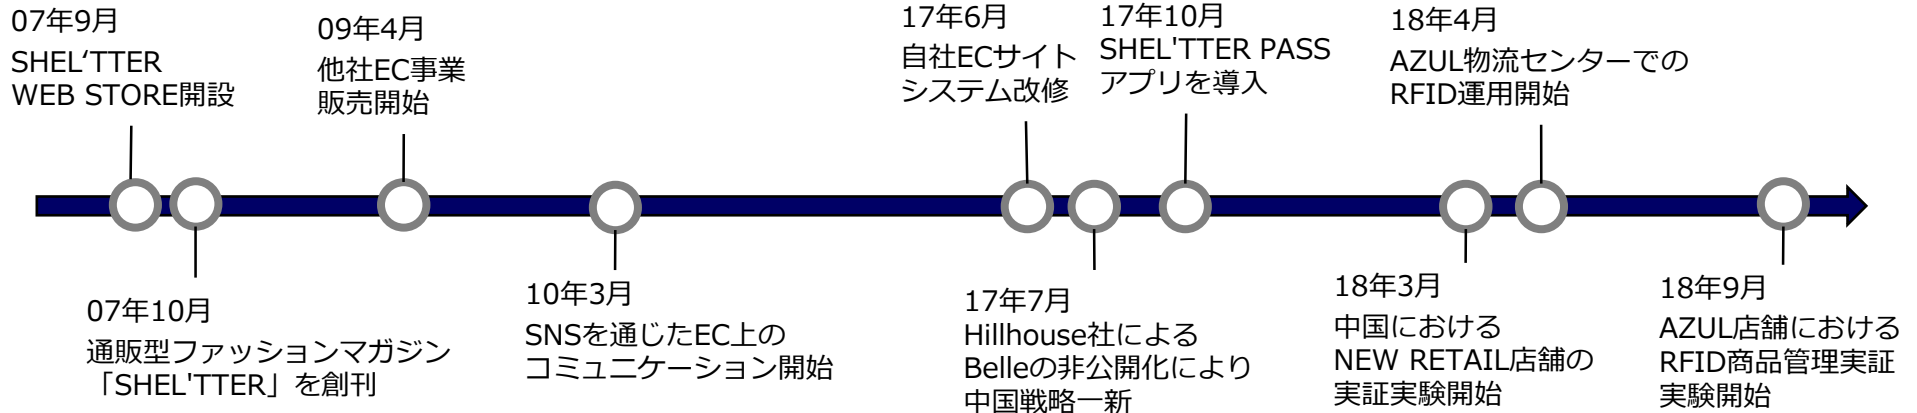 07年9月
SHEL‘TTER
WEB STORE開設
07年10月
通販型ファッションマガジン
「SHEL'TTER」を創刊
09年4月
他社EC事業
販売開始
10年3月
SNSを通じたEC上の
コミュニケーション開始
17年6月
自社ECサイト
システム改修
17年7月
Hillhouse社による
Belleの非公開化により
中国戦略一新
17年10月
SHEL'TTER PASS
アプリを導入
18年3月
中国における
NEW RETAIL店舗の
実証実験開始
18年4月
AZUL物流センターでの
RFID運用開始
18年9月
AZUL店舗における
RFID商品管理実証
実験開始